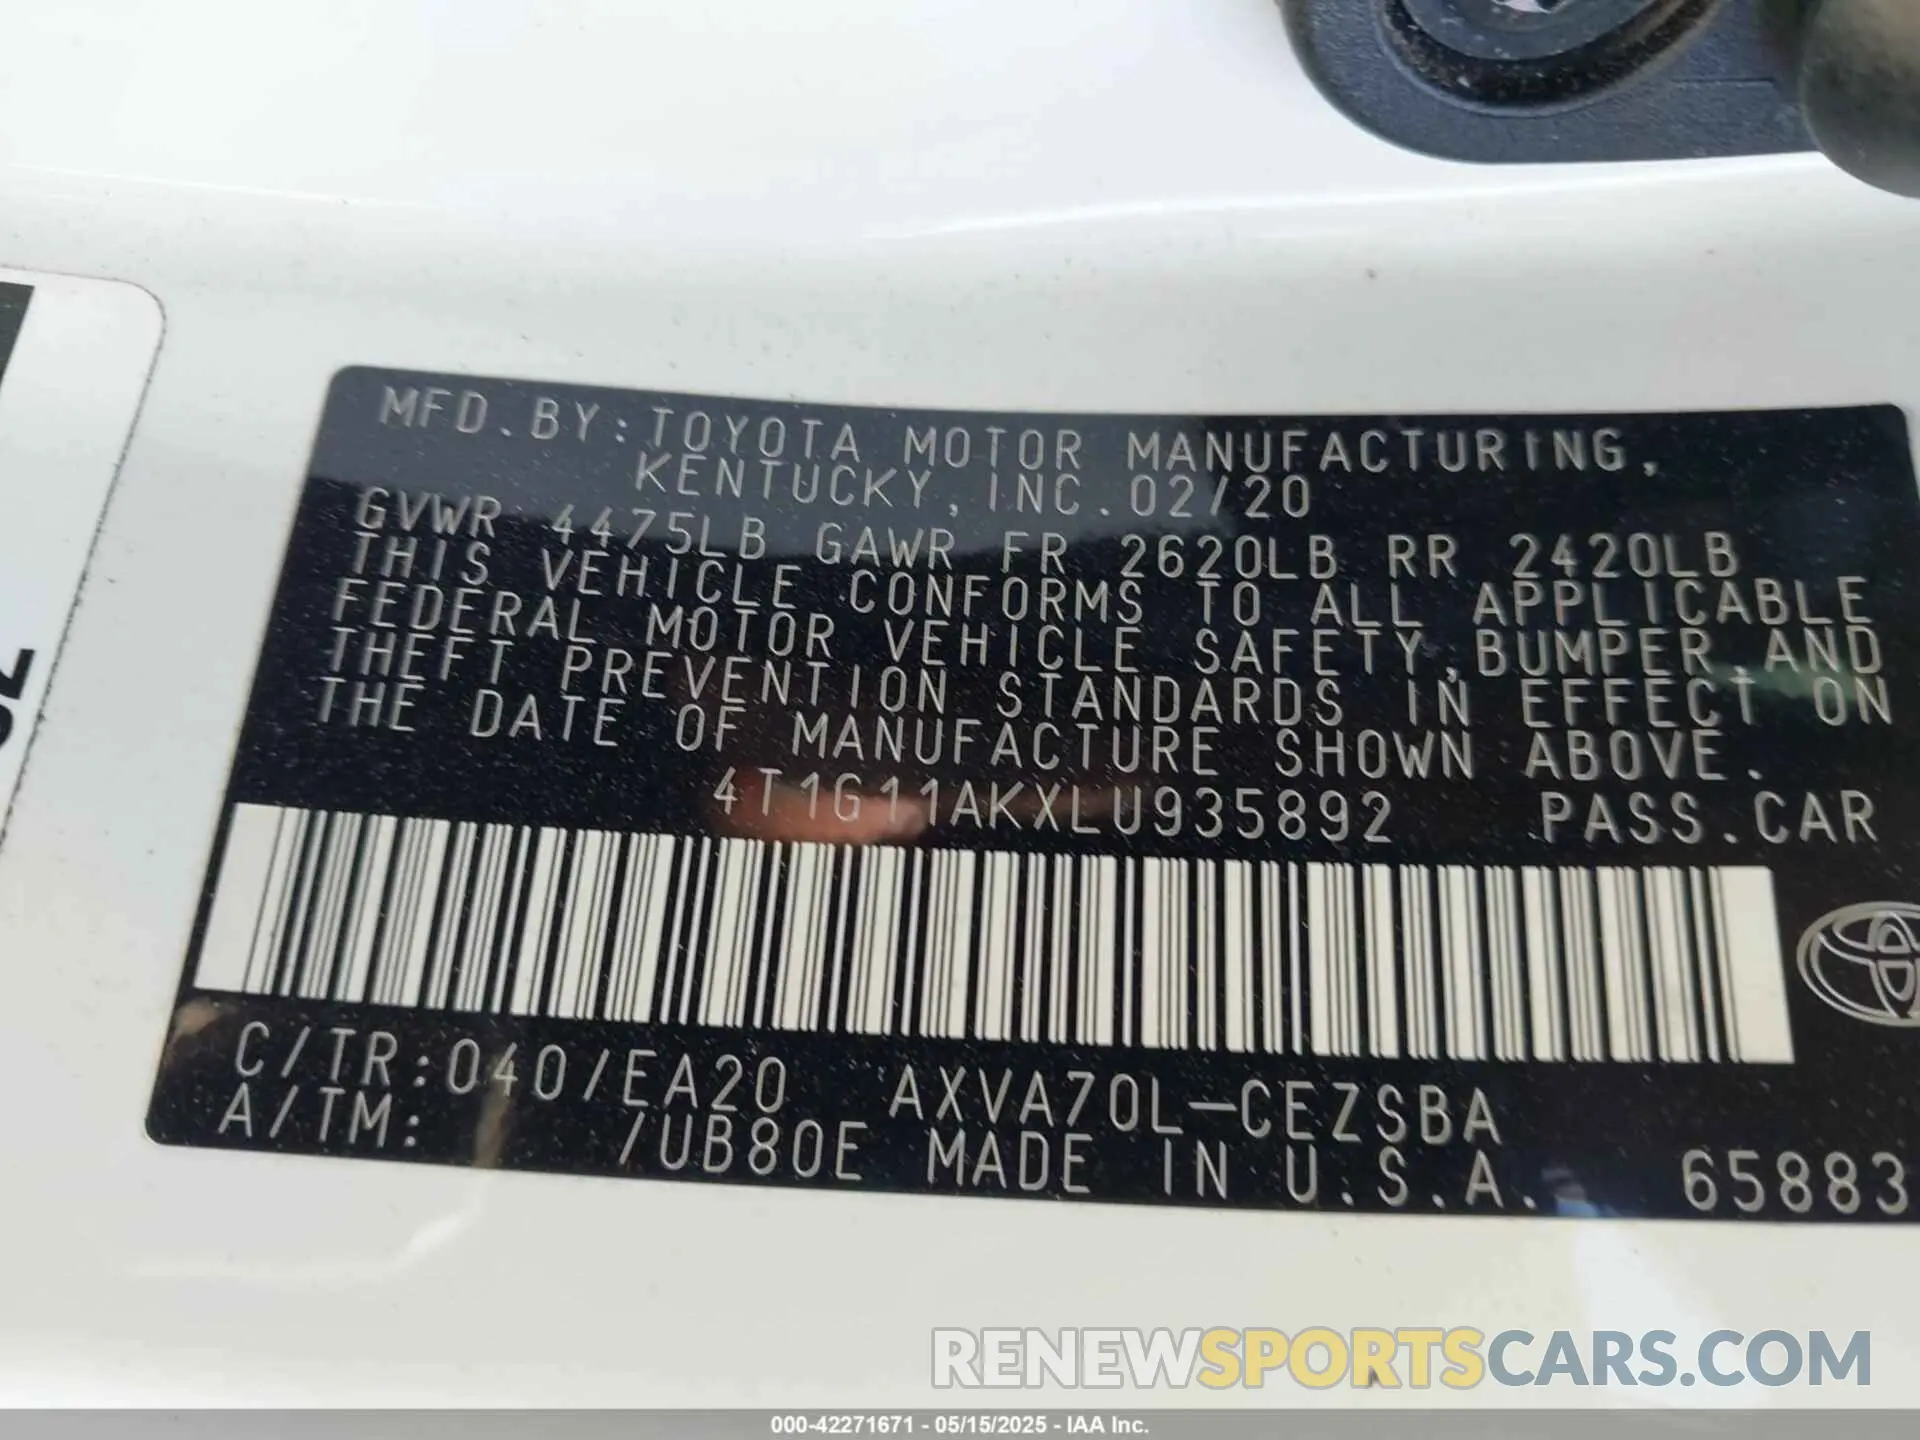 MFD.BY:TOYOTA MOTOR MANUFACTURING,
KENTUCKY, INC. 02/20
GVWR 4475LB GAWR FR 2620LB RR 2420LB
THIS VEHICLE CONFORMS TO ALL APPLICABLE
FEDERAL MOTOR VEHICLE SAFETY,BUMPER,AND
THEFT PREVENTION STANDARDS IN EFFECT ON
THE DATE OF MANUFACTURE SHOWN ABOVE.
4T1G11AKXLU935892 PASS.CAR
C/TR:040/EA20 AXVA70L-CEZSBA
A/TM: /UB80E MADE IN U.S.A. 65883
RENEWSPORTSCARS.COM
000-42271671 - 05/15/2025 - IAA Inc.